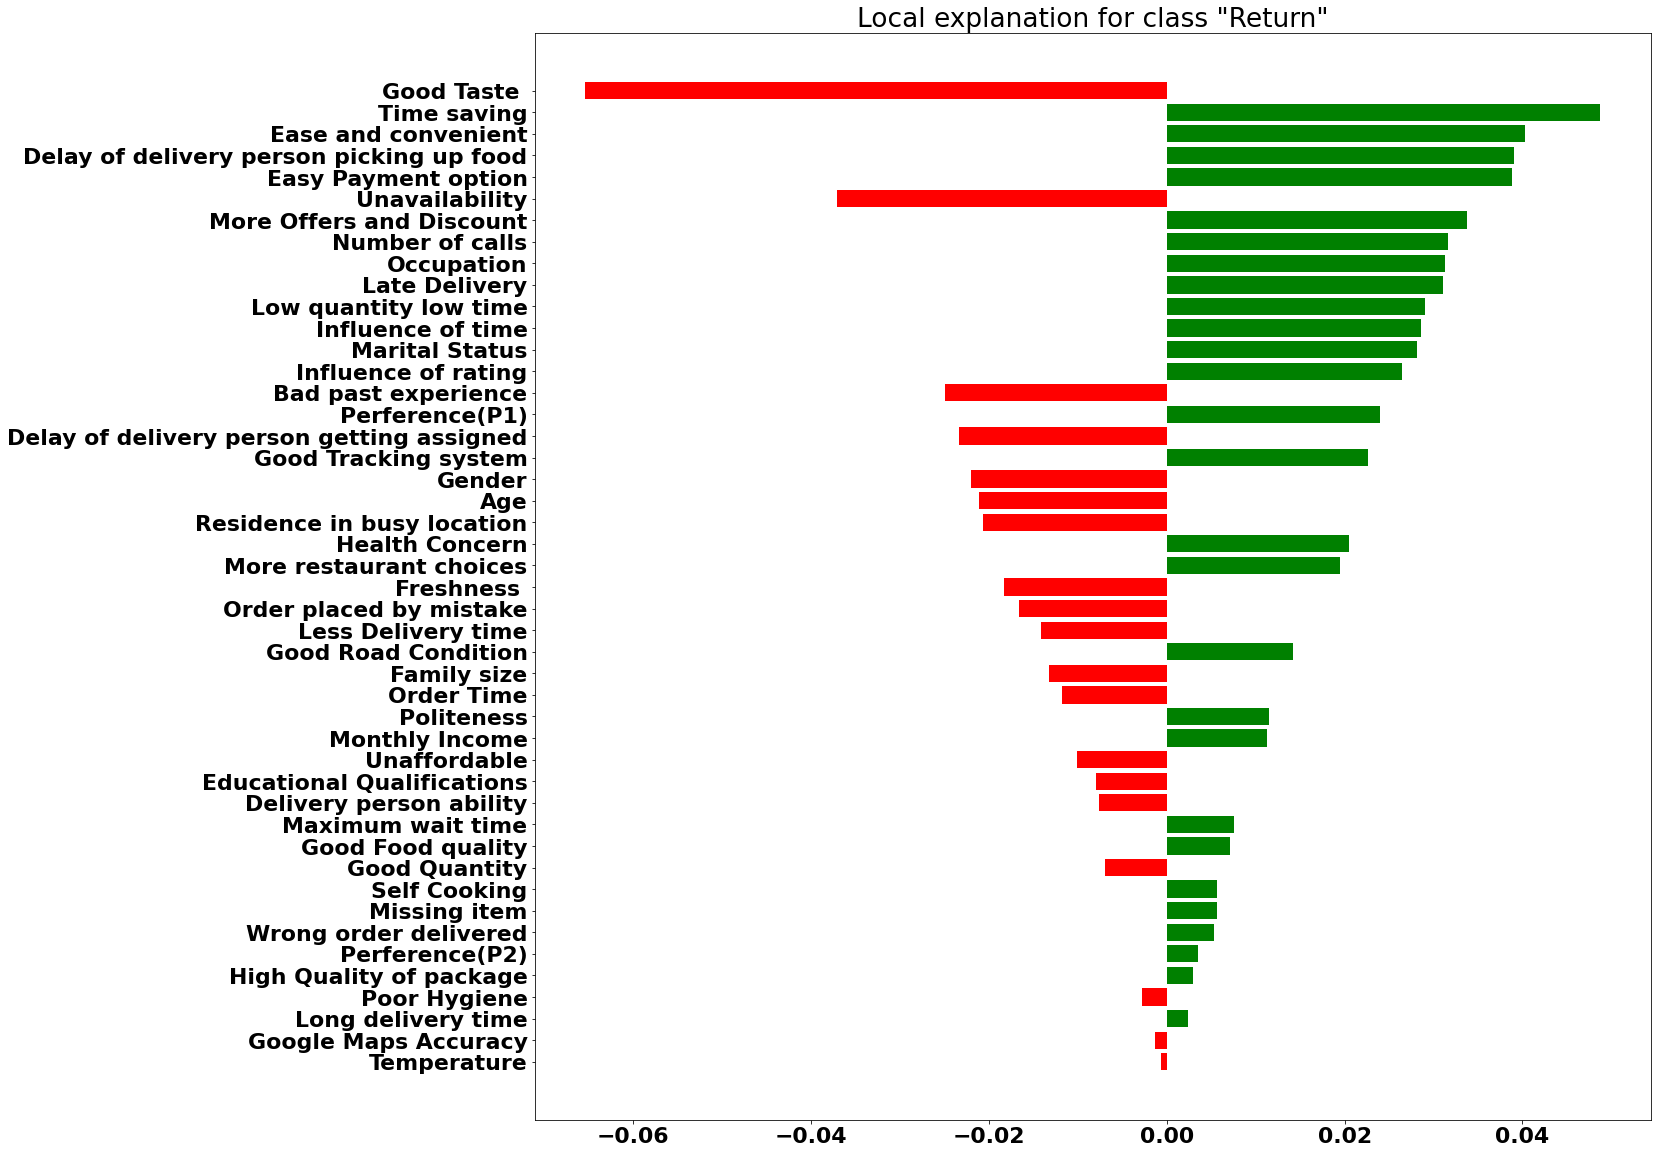 Local explanation for class "Return"
Good Taste
Time saving
Ease and convenient
Delay of delivery person picking up food
Easy Payment option
Unavailability
More Offers and Discount
Number of calls
Occupation
Late Delivery
Low quantity low time
Influence of time
Marital Status
Influence of rating
Bad past experience
Perference(P1)
Delay of delivery person getting assigned
Good Tracking system
Gender
Age
Residence in busy location
Health Concern
More restaurant choices
Freshness
Order placed by mistake
Less Delivery time
Good Road Condition
Family size
Order Time
Politeness
Monthly Income
Unaffordable
Educational Qualifications
Delivery person ability
Maximum wait time
Good Food quality
Good Quantity
Self Cooking
Missing item
Wrong order delivered
Perference(P2)
High Quality of package
Poor Hygiene
Long delivery time
Google Maps Accuracy
Temperature
−0.06 −0.04 −0.02 0.00 0.02 0.04